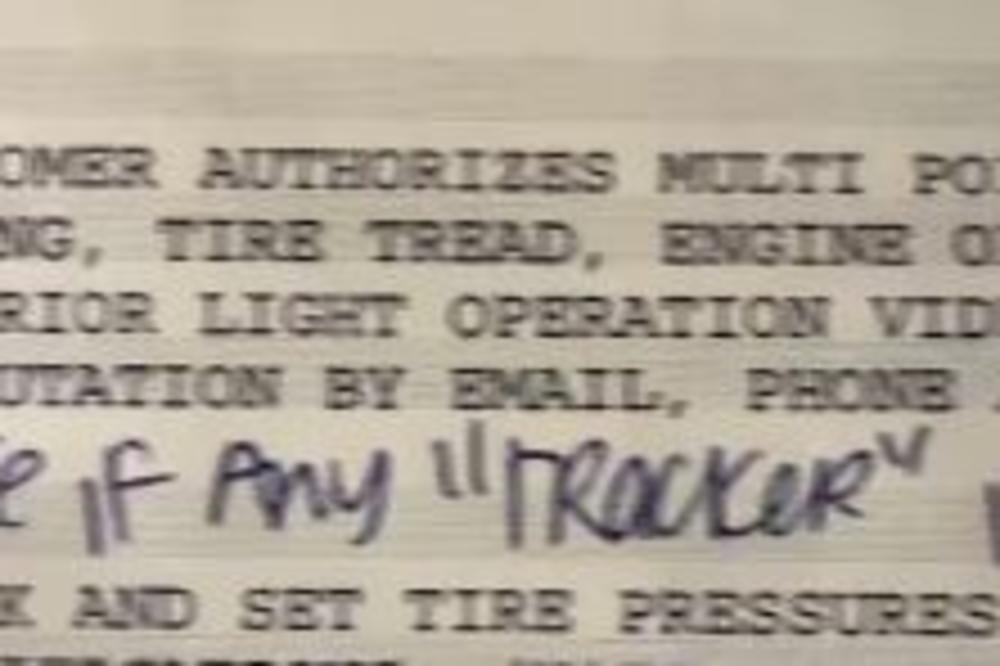 OMER AUTHORIZES MULTI PO
NG, TIRE TREAD, ENGINE O
RIOR LIGHT OPERATION VID
UTATION BY EMAIL, PHONE
e IF Any "TRacKeR"
K AND SET TIRE PRESSURES